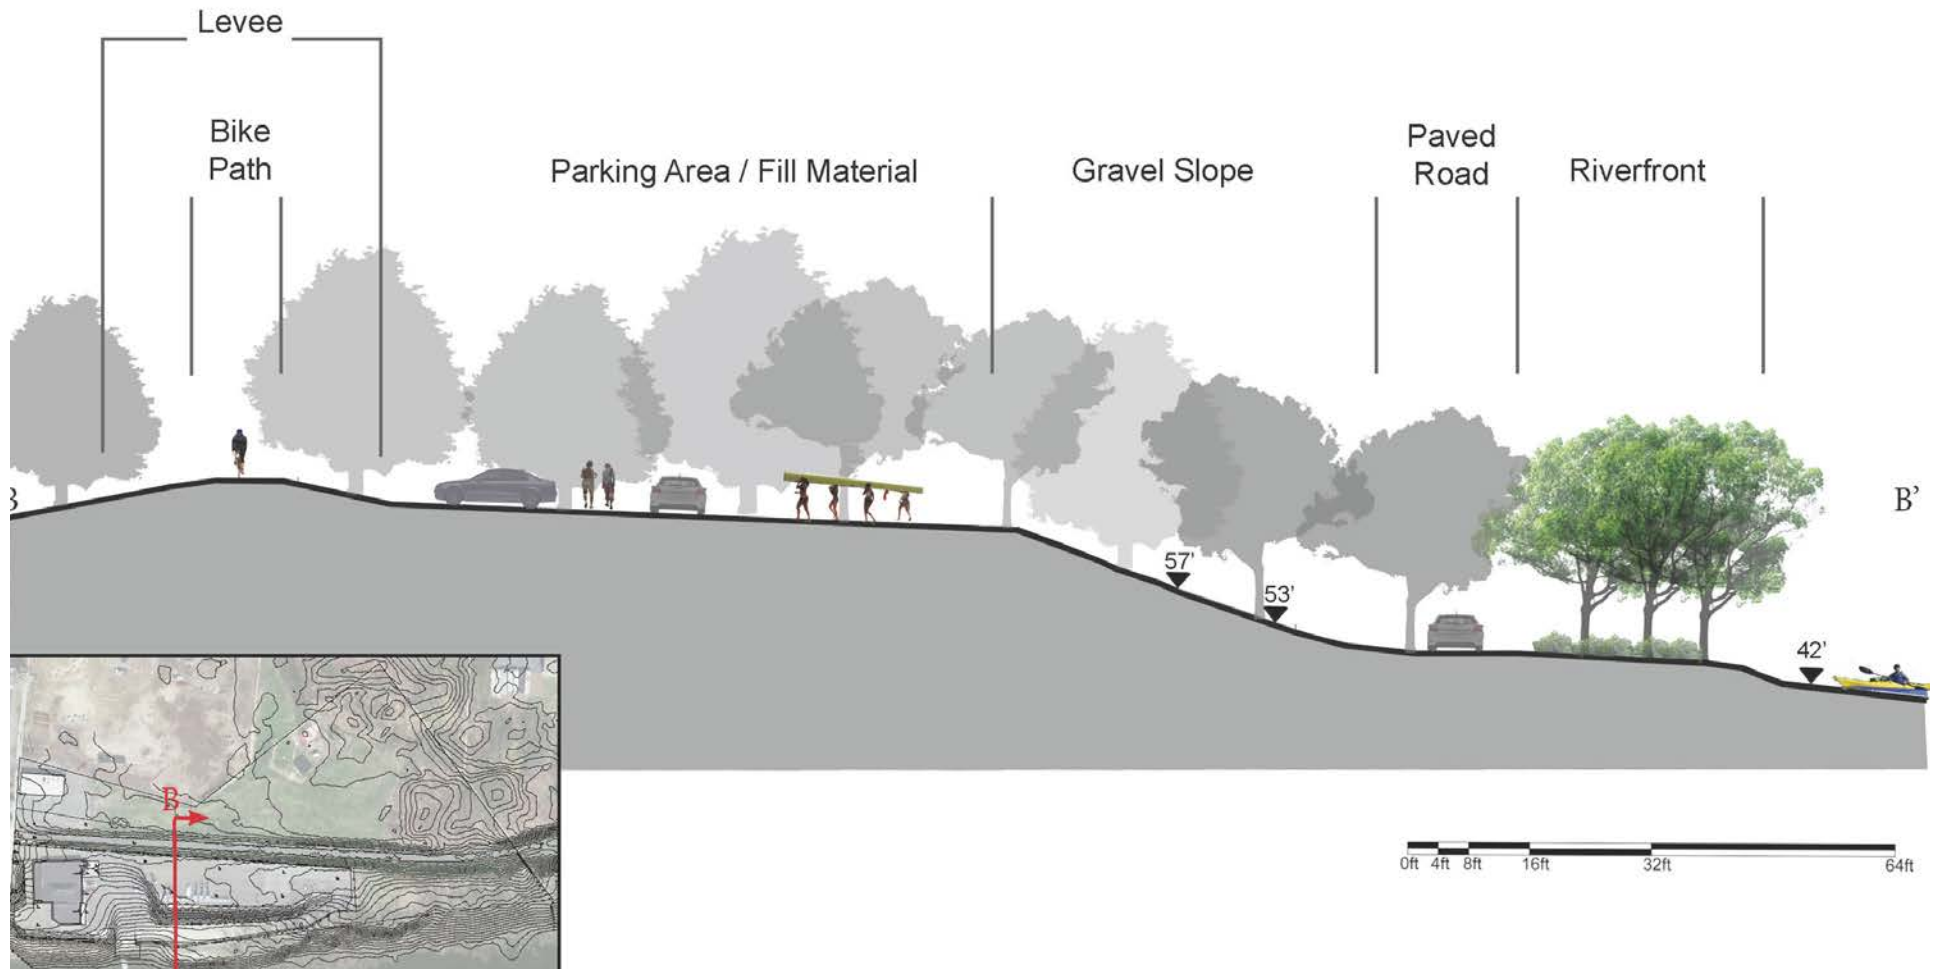 Levee
Bike
Path
Parking Area / Fill Material
Gravel Slope
Paved
Road
Riverfront
B
B’
57'
53'
42'
B
0ft 4ft 8ft 16ft 32ft 64ft